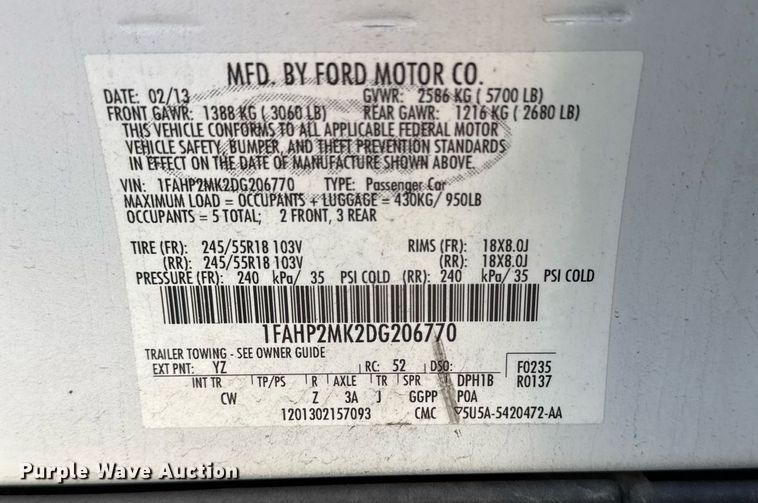 MFD. BY FORD MOTOR CO.
DATE: 02/13 GVWR: 2586 KG ( 5700 LB)
FRONT GAWR: 1388 KG ( 3060 LB) REAR GAWR: 1216 KG ( 2680 LB)
THIS VEHICLE CONFORMS TO ALL APPLICABLE FEDERAL MOTOR
VEHICLE SAFETY, BUMPER, AND THEFT PREVENTION STANDARDS
IN EFFECT ON THE DATE OF MANUFACTURE SHOWN ABOVE.
VIN: 1FAHP2MK2DG206770 TYPE: Passenger Car
MAXIMUM LOAD = OCCUPANTS + LUGGAGE = 430KG/ 950LB
OCCUPANTS = 5 TOTAL; 2 FRONT, 3 REAR
TIRE (FR): 245/55R18 103V RIMS (FR): 18X8.0J
(RR): 245/55R18 103V (RR): 18X8.0J
PRESSURE (FR): 240 kPa/ 35 PSI COLD (RR): 240 kPa/ 35 PSI COLD
1FAHP2MK2DG206770
TRAILER TOWING - SEE OWNER GUIDE
EXT PNT: YZ RC: 52 DSO: F0235
INT TR TP/PS R AXLE TR SPR DPH1B R0137
CW Z 3A J GGPP POA
1201302157093 CMC 75U5A-5420472-AA
Purple Wave Auction